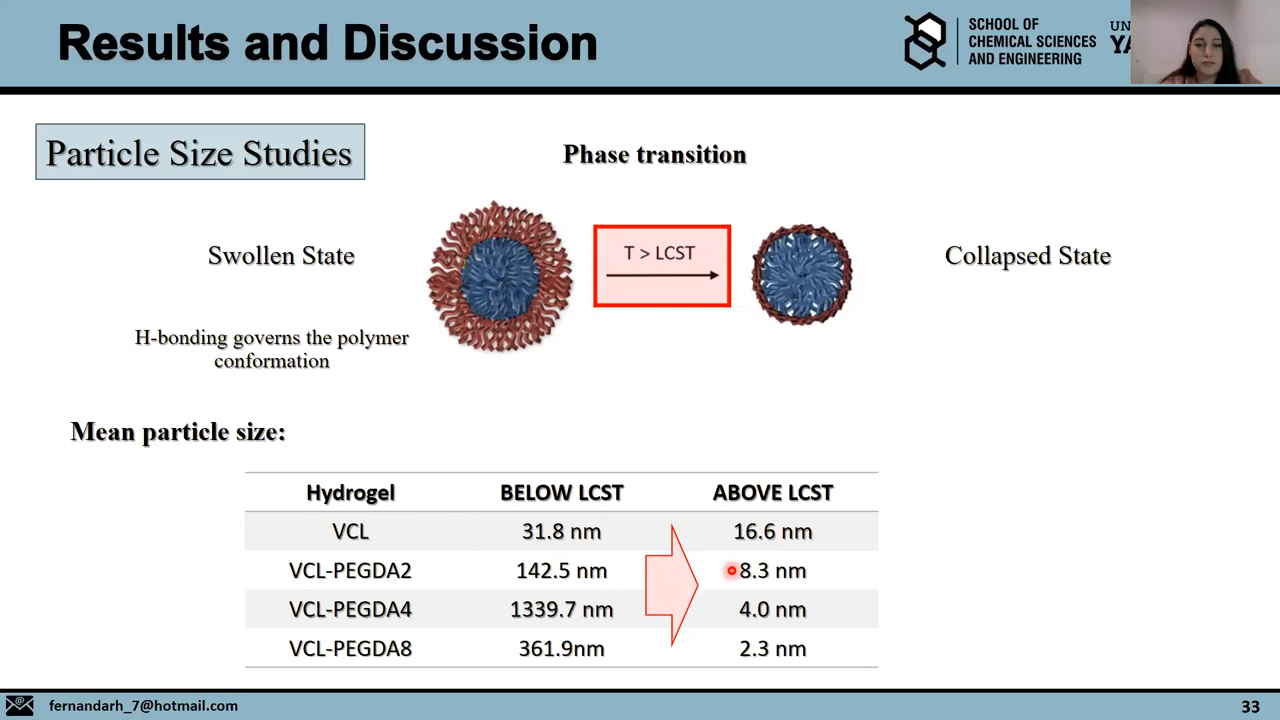 Results and Discussion
SCHOOL OF
CHEMICAL SCIENCES
AND ENGINEERING
Particle Size Studies
Phase transition
Swollen State
T > LCST
Collapsed State
H-bonding governs the polymer
conformation
Mean particle size:
Hydrogel BELOW LCST ABOVE LCST
VCL 31.8 nm 16.6 nm
VCL-PEGDA2 142.5 nm 8.3 nm
VCL-PEGDA4 1339.7 nm 4.0 nm
VCL-PEGDA8 361.9nm 2.3 nm
fernandarh_7@hotmail.com
33